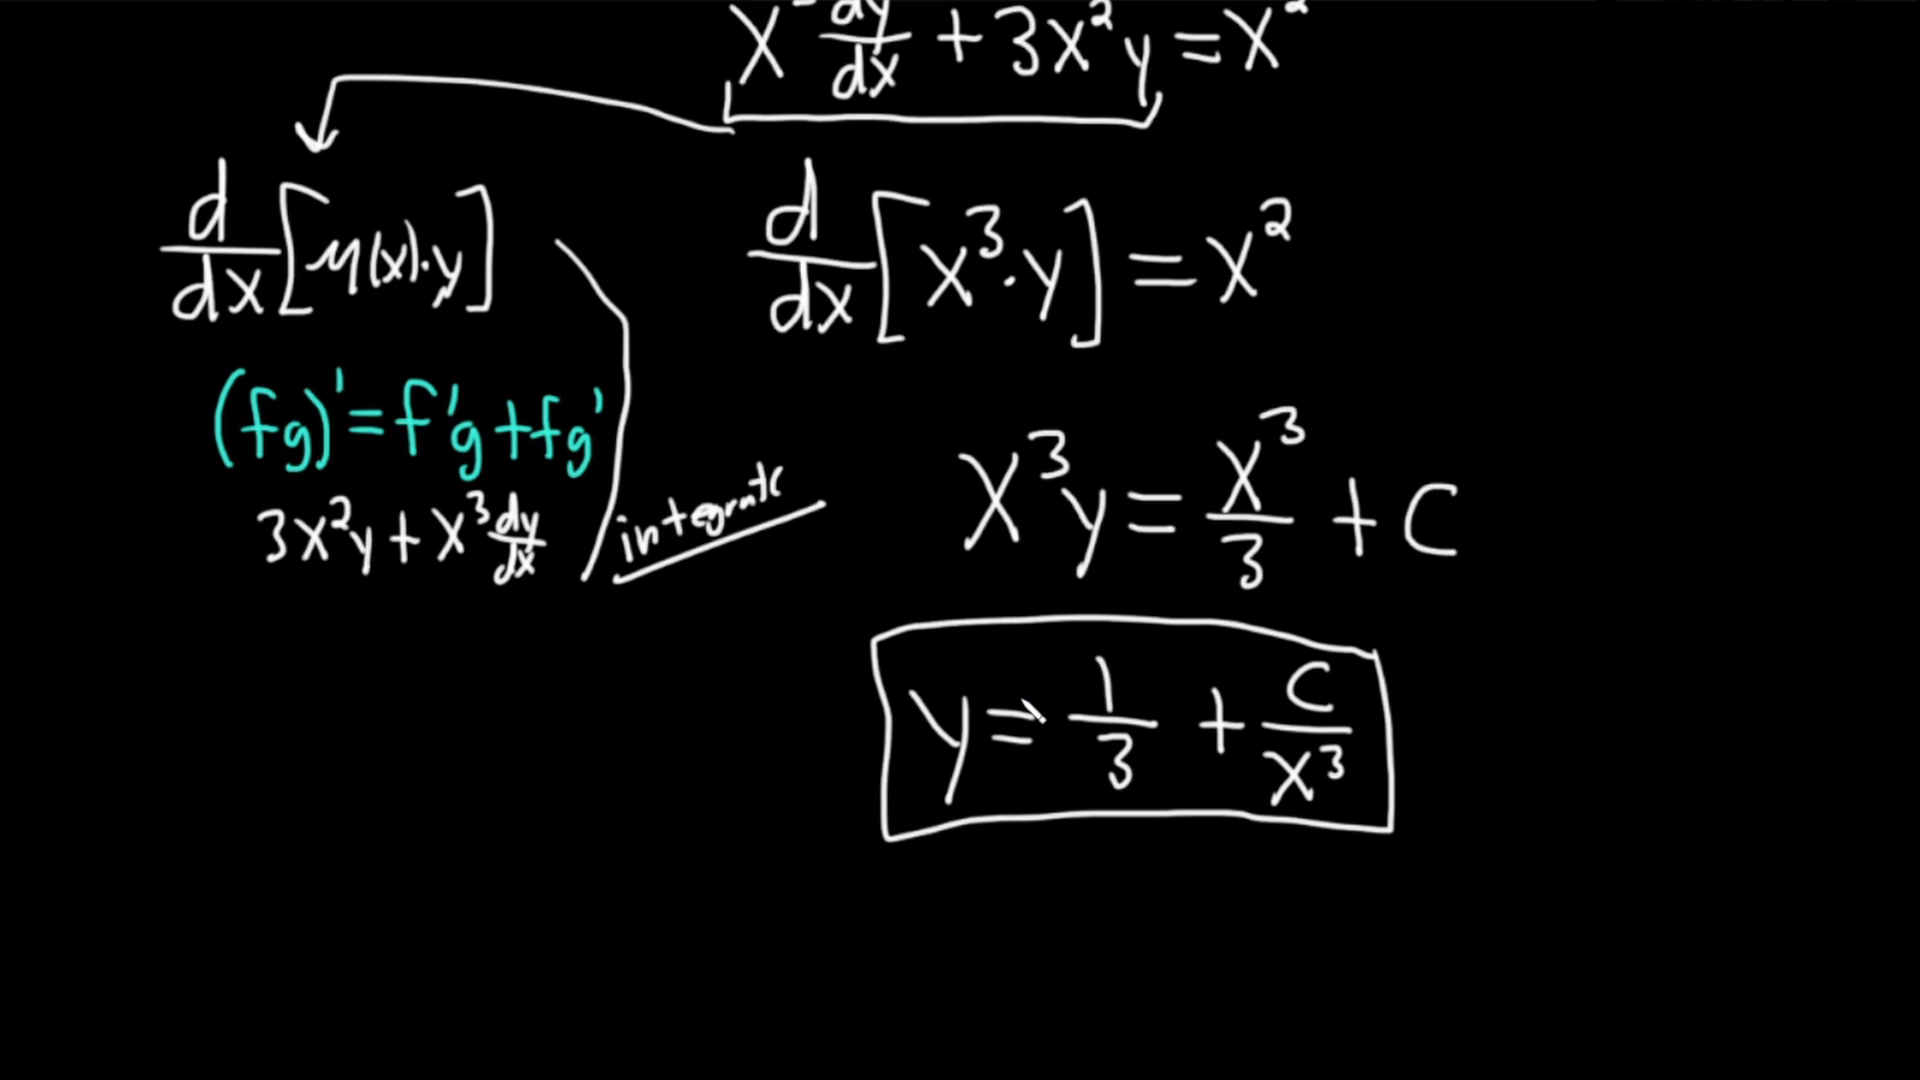 x³ dy/dx + 3x²y = x²
d/dx [μ(x)·y]
d/dx [x³·y] = x²
(fg)' = f'g + fg'
3x²y + x³ dy/dx
integrate
x³y = x³/3 + C
y = 1/3 + C/x³